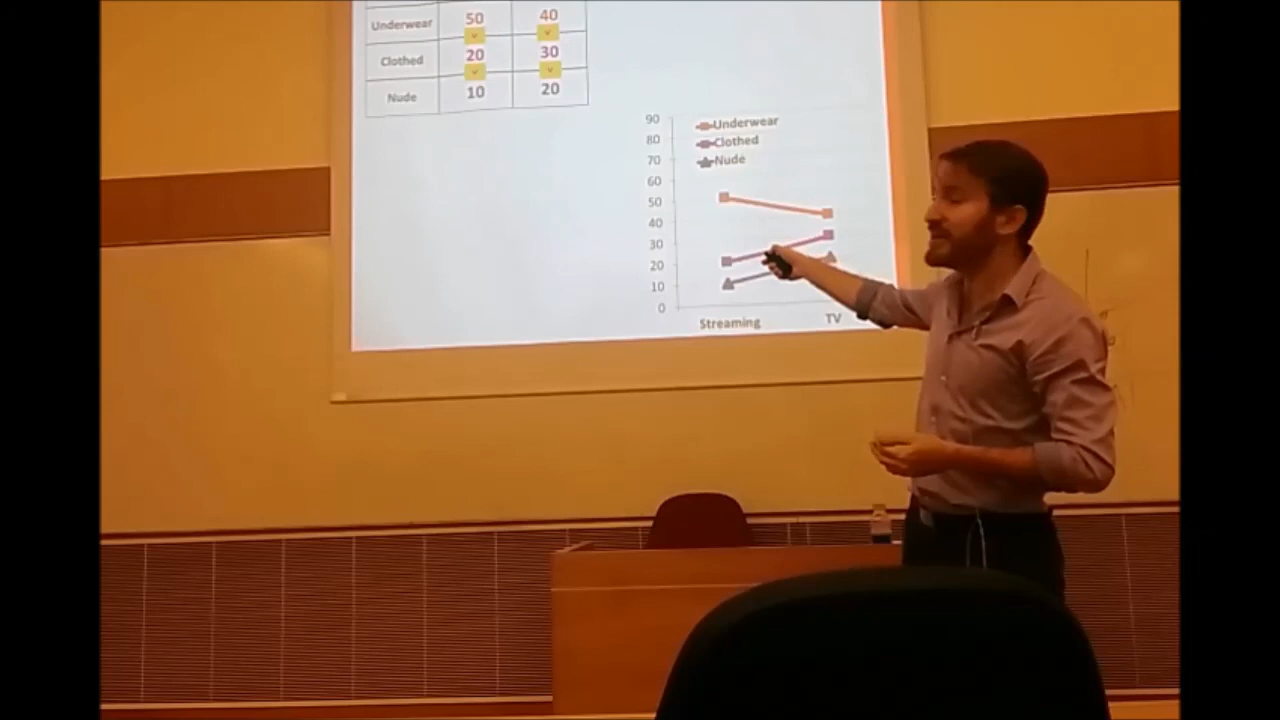 Underwear 50 40
v v
Clothed 20 30
v v
Nude 10 20
90
80
70
60
50
40
30
20
10
0
Underwear
Clothed
Nude
Streaming TV